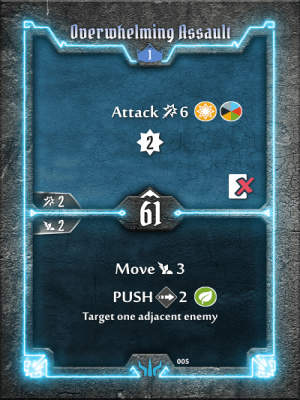 Overwhelming Assault
1
Attack 6
2
2
61
2
Move 3
PUSH 2
Target one adjacent enemy
005